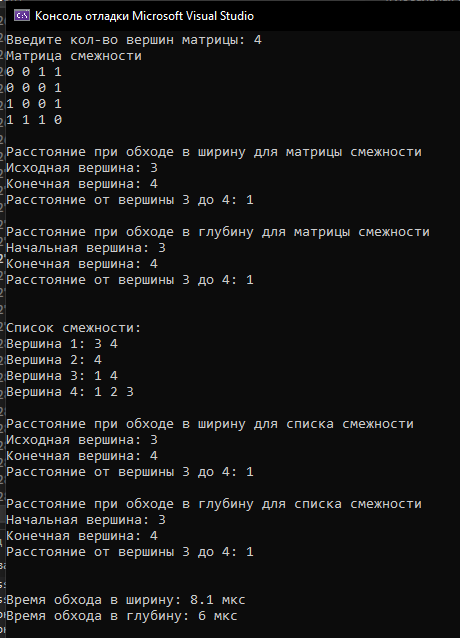 Консоль отладки Microsoft Visual Studio
Введите кол-во вершин матрицы: 4
Матрица смежности
0 0 1 1
0 0 0 1
1 0 0 1
1 1 1 0
Расстояние при обходе в ширину для матрицы смежности
Исходная вершина: 3
Конечная вершина: 4
Расстояние от вершины 3 до 4: 1
Расстояние при обходе в глубину для матрицы смежности
Начальная вершина: 3
Конечная вершина: 4
Расстояние от вершины 3 до 4: 1
Список смежности:
Вершина 1: 3 4
Вершина 2: 4
Вершина 3: 1 4
Вершина 4: 1 2 3
Расстояние при обходе в ширину для списка смежности
Исходная вершина: 3
Конечная вершина: 4
Расстояние от вершины 3 до 4: 1
Расстояние при обходе в глубину для списка смежности
Начальная вершина: 3
Конечная вершина: 4
Расстояние от вершины 3 до 4: 1
Время обхода в ширину: 8.1 мкс
Время обхода в глубину: 6 мкс